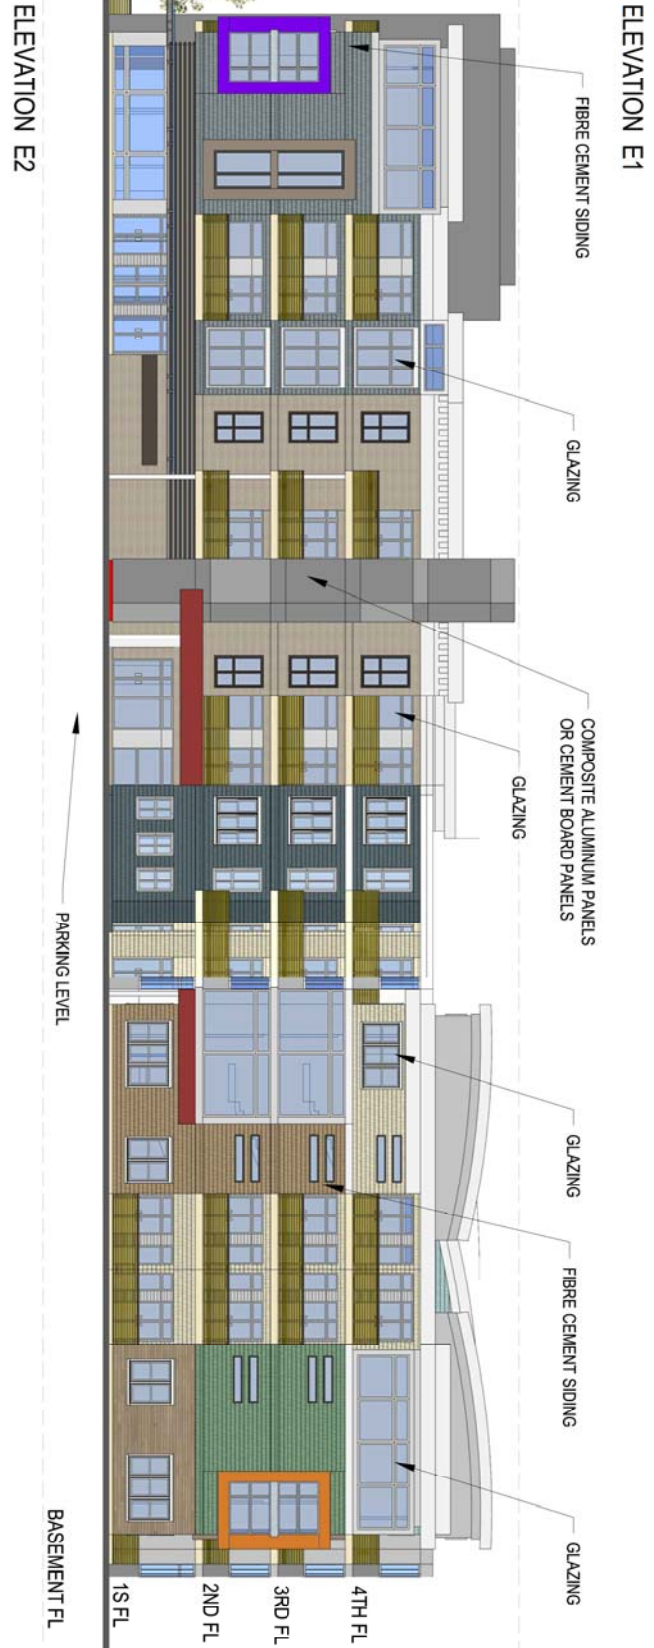 ELEVATION E1
FIBRE CEMENT SIDING
GLAZING
COMPOSITE ALUMINUM PANELS
OR CEMENT BOARD PANELS
GLAZING
GLAZING
FIBRE CEMENT SIDING
GLAZING
4TH FL
3RD FL
2ND FL
1S FL
PARKING LEVEL
BASEMENT FL
ELEVATION E2